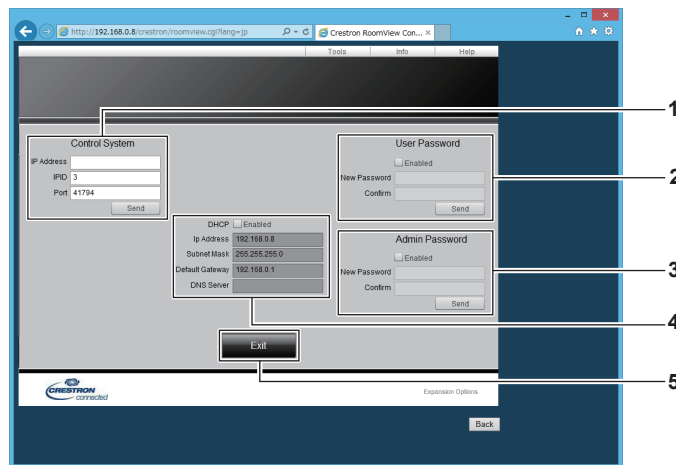 http://192.168.0.8/crestron/roomview.cgi?lang=jp
Crestron RoomView Con... ×
Tools Info Help
1
Control System
IP Address
IPID 3
Port 41794
Send
User Password
Enabled
New Password
Confirm
Send
2
DHCP Enabled
Ip Address 192.168.0.8
Subnet Mask 255.255.255.0
Default Gateway 192.168.0.1
DNS Server
Admin Password
Enabled
New Password
Confirm
Send
3
4
Exit
5
CRESTRON
connected
Expansion Options
Back